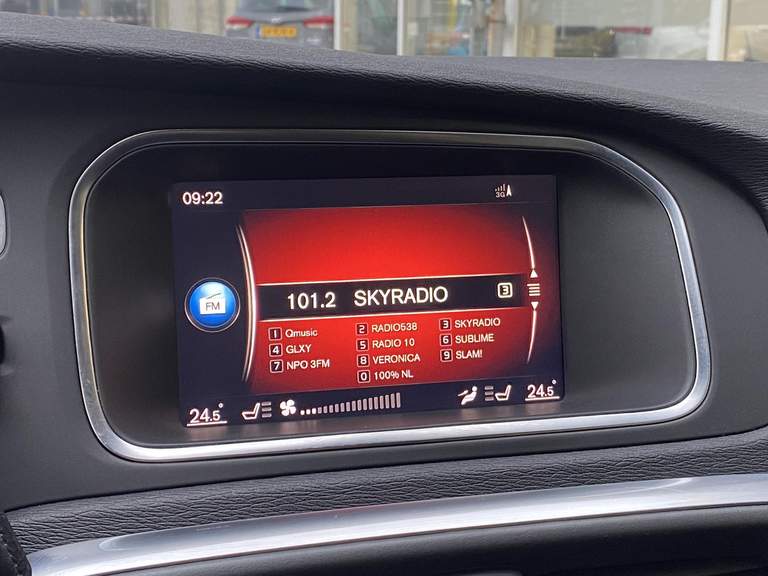 09:22
3G
FM
101.2 SKYRADIO 3
1 Qmusic 2 RADIO538 3 SKYRADIO
4 GLXY 5 RADIO 10 6 SUBLIME
7 NPO 3FM 8 VERONICA 9 SLAM!
0 100% NL
24.5° 24.5°